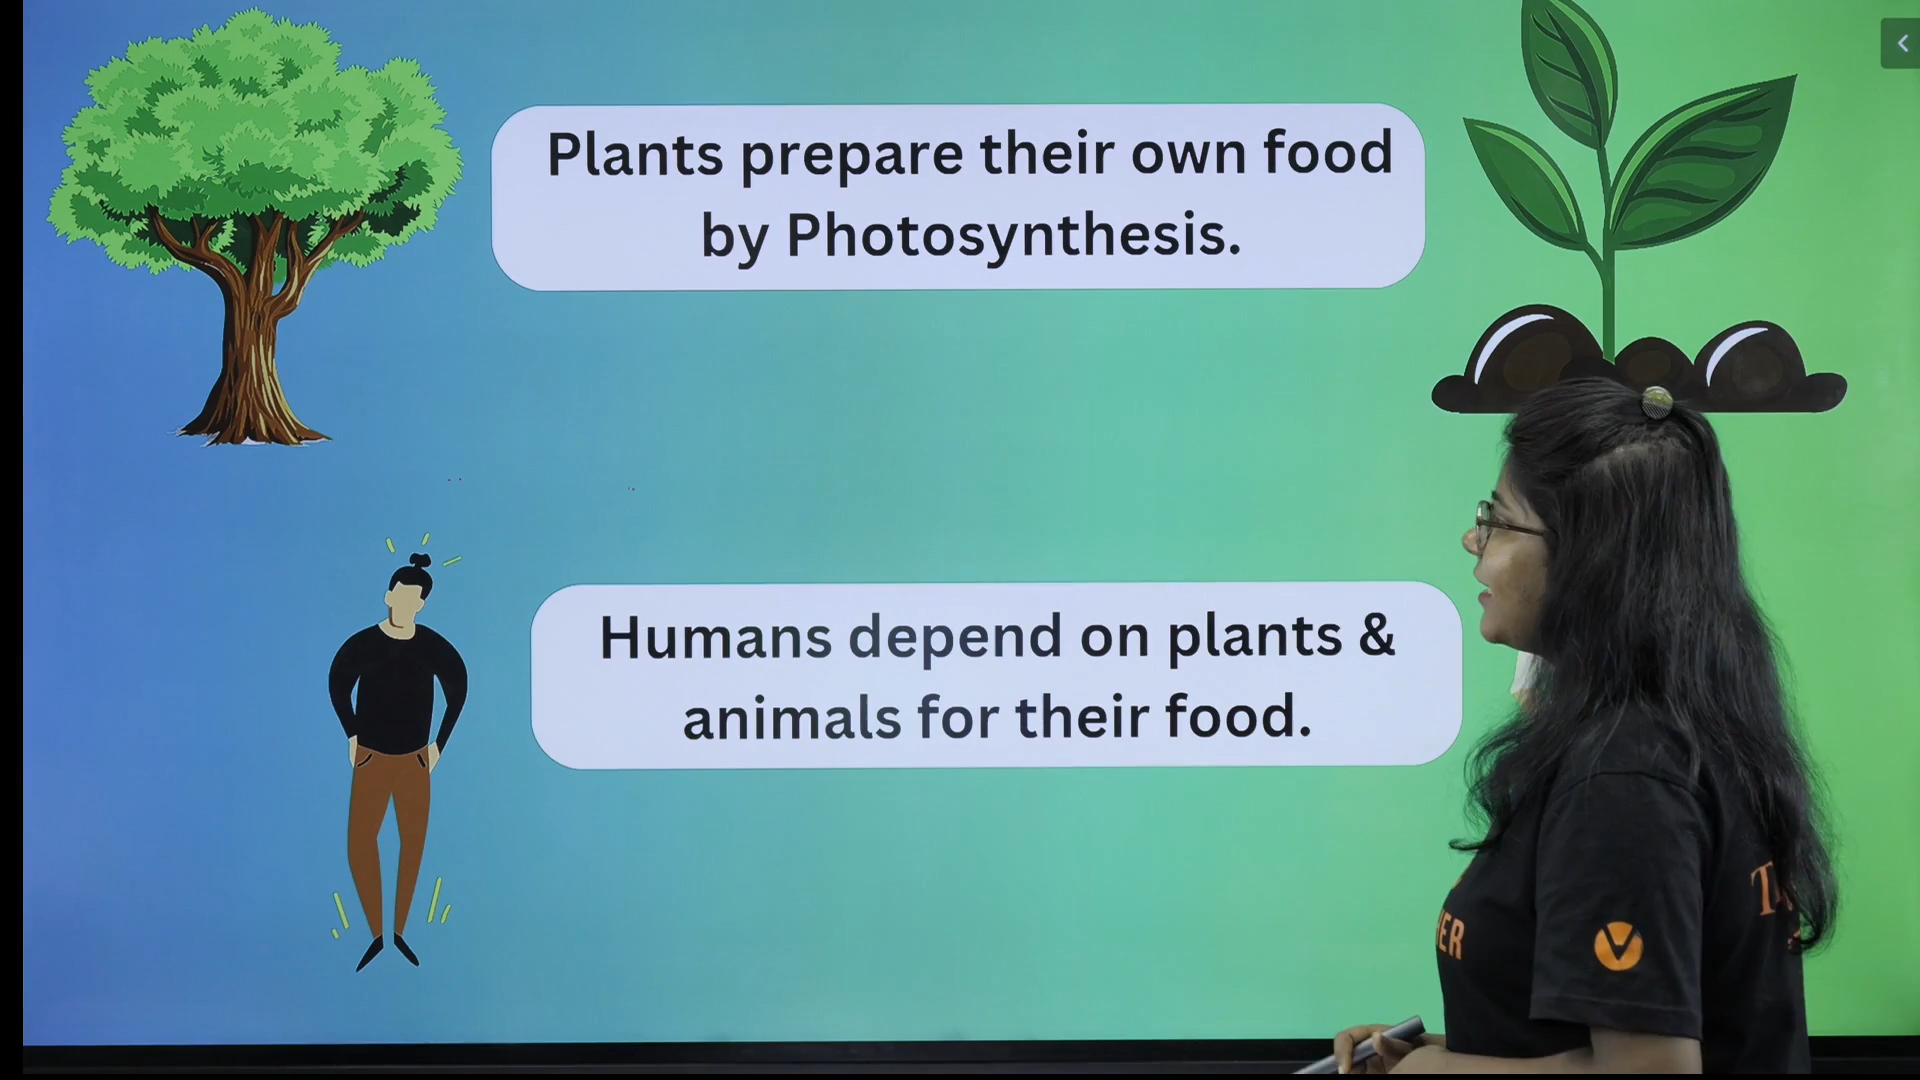 Plants prepare their own food
by Photosynthesis.
Humans depend on plants &
animals for their food.